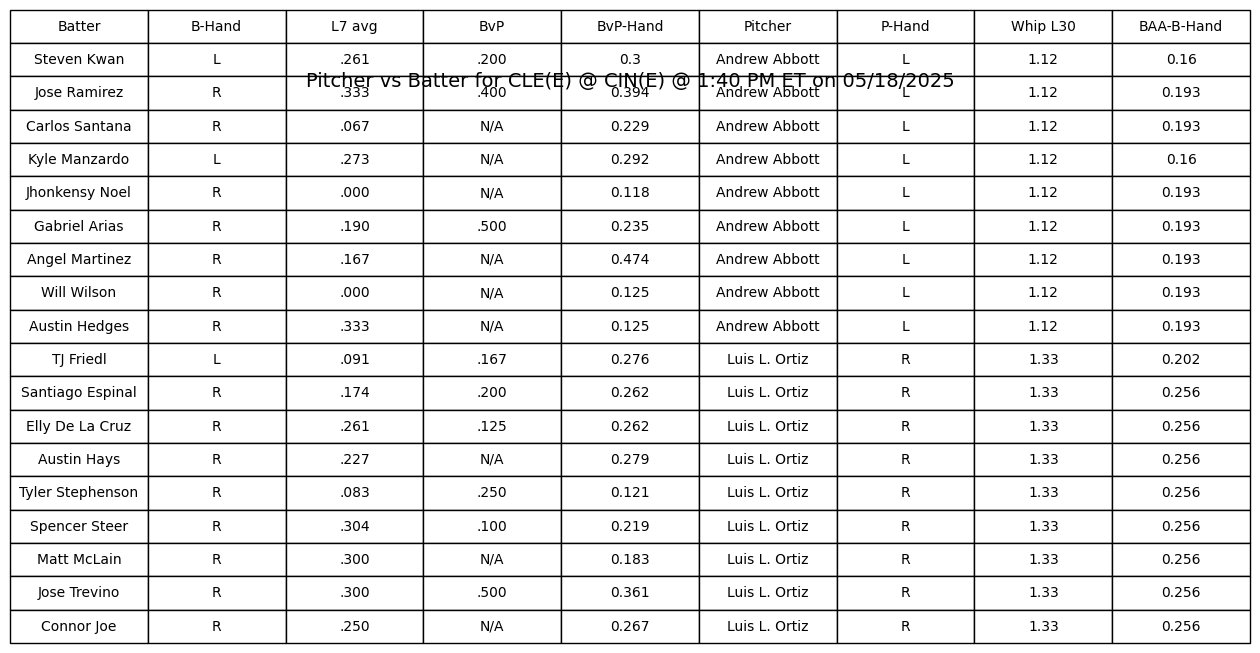 Batter B-Hand L7 avg BvP BvP-Hand Pitcher P-Hand Whip L30 BAA-B-Hand
Steven Kwan L .261 .200 0.3 Andrew Abbott L 1.12 0.16
Pitcher vs Batter for CLE(E) @ CIN(E) @ 1:40 PM ET on 05/18/2025
Jose Ramirez R .333 .400 0.394 Andrew Abbott L 1.12 0.193
Carlos Santana R .067 N/A 0.229 Andrew Abbott L 1.12 0.193
Kyle Manzardo L .273 N/A 0.292 Andrew Abbott L 1.12 0.16
Jhonkensy Noel R .000 N/A 0.118 Andrew Abbott L 1.12 0.193
Gabriel Arias R .190 .500 0.235 Andrew Abbott L 1.12 0.193
Angel Martinez R .167 N/A 0.474 Andrew Abbott L 1.12 0.193
Will Wilson R .000 N/A 0.125 Andrew Abbott L 1.12 0.193
Austin Hedges R .333 N/A 0.125 Andrew Abbott L 1.12 0.193
TJ Friedl L .091 .167 0.276 Luis L. Ortiz R 1.33 0.202
Santiago Espinal R .174 .200 0.262 Luis L. Ortiz R 1.33 0.256
Elly De La Cruz R .261 .125 0.262 Luis L. Ortiz R 1.33 0.256
Austin Hays R .227 N/A 0.279 Luis L. Ortiz R 1.33 0.256
Tyler Stephenson R .083 .250 0.121 Luis L. Ortiz R 1.33 0.256
Spencer Steer R .304 .100 0.219 Luis L. Ortiz R 1.33 0.256
Matt McLain R .300 N/A 0.183 Luis L. Ortiz R 1.33 0.256
Jose Trevino R .300 .500 0.361 Luis L. Ortiz R 1.33 0.256
Connor Joe R .250 N/A 0.267 Luis L. Ortiz R 1.33 0.256